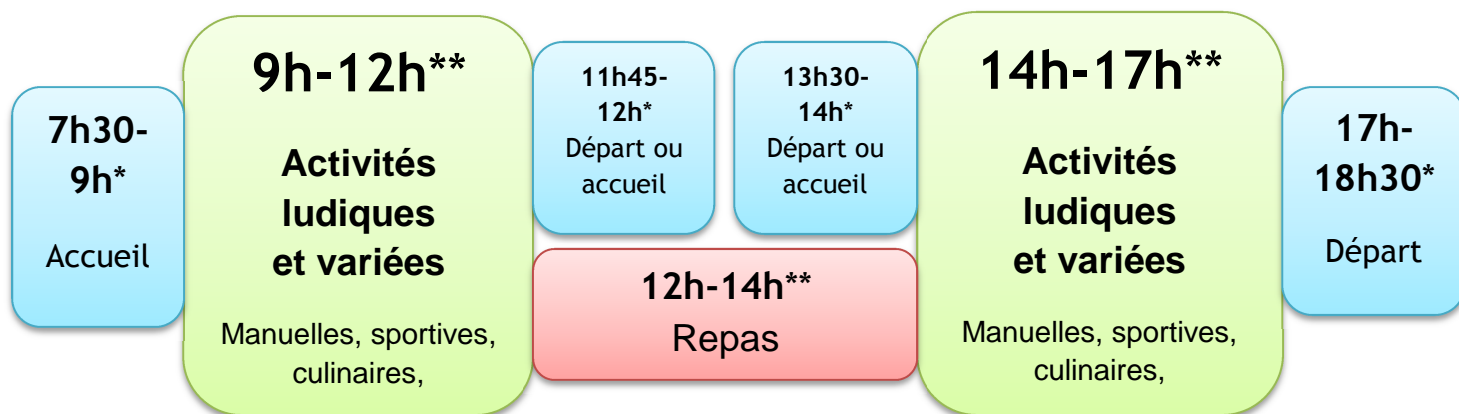 7h30-
9h*
Accueil
9h-12h**
Activités
ludiques
et variées
Manuelles, sportives,
culinaires,
11h45-
12h*
Départ ou
accueil
13h30-
14h*
Départ ou
accueil
12h-14h**
Repas
14h-17h**
Activités
ludiques
et variées
Manuelles, sportives,
culinaires,
17h-
18h30*
Départ